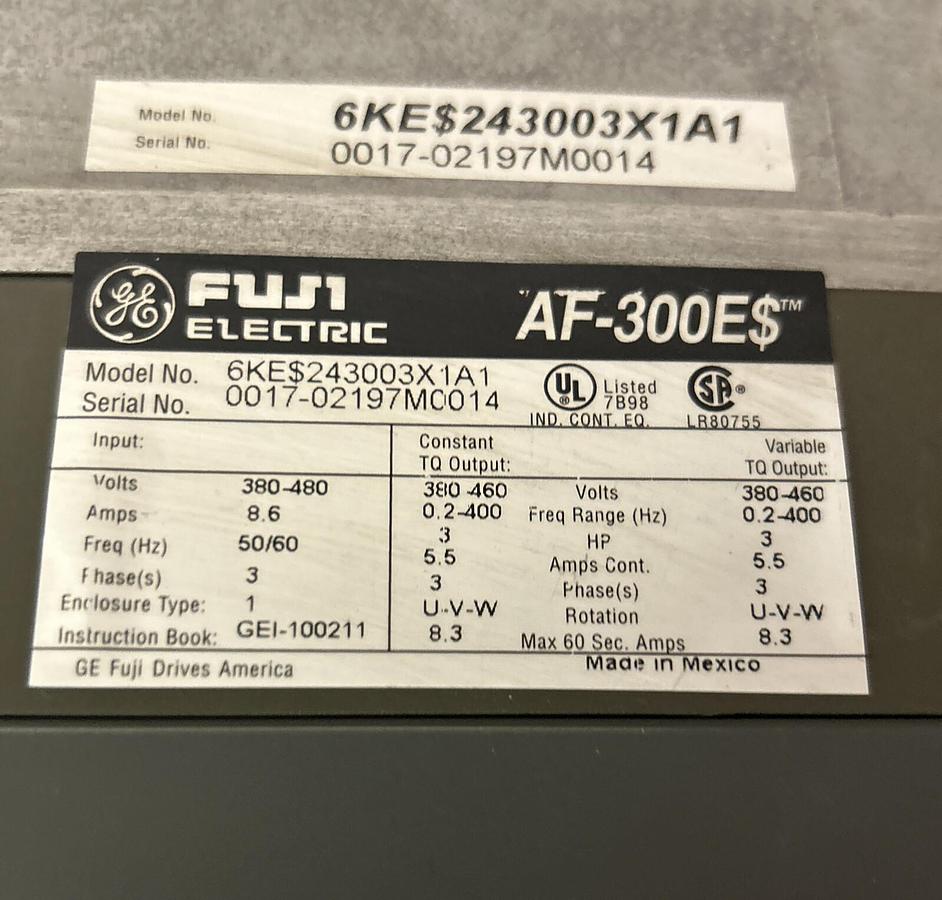 Model No. 6KE$243003X1A1
Serial No. 0017-02197M0014
GE FUJI ELECTRIC AF-300E$™
Model No. 6KE$243003X1A1
Serial No. 0017-02197M0014
UL ® Listed 7B98 IND. CONT. EQ.
SA ® LR80755
Input: Constant TQ Output: Variable TQ Output:
Volts 380-480 380-460 Volts 380-460
Amps 8.6 0.2-400 Freq Range (Hz) 0.2-400
Freq (Hz) 50/60 3 HP 3
5.5 Amps Cont. 5.5
Phase(s) 3 3 Phase(s) 3
Enclosure Type: 1 U-V-W Rotation U-V-W
Instruction Book: GEI-100211 8.3 Max 60 Sec. Amps 8.3
GE Fuji Drives America Made in Mexico